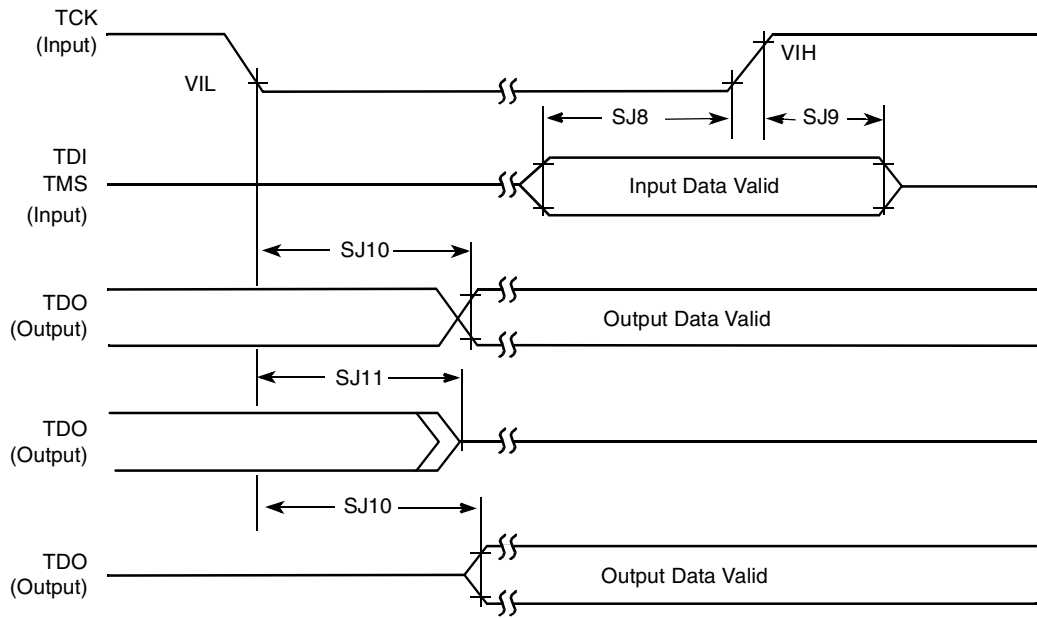 TCK
(Input)
VIL
VIH
SJ8
SJ9
TDI
TMS
(Input)
Input Data Valid
SJ10
TDO
(Output)
Output Data Valid
SJ11
TDO
(Output)
SJ10
TDO
(Output)
Output Data Valid